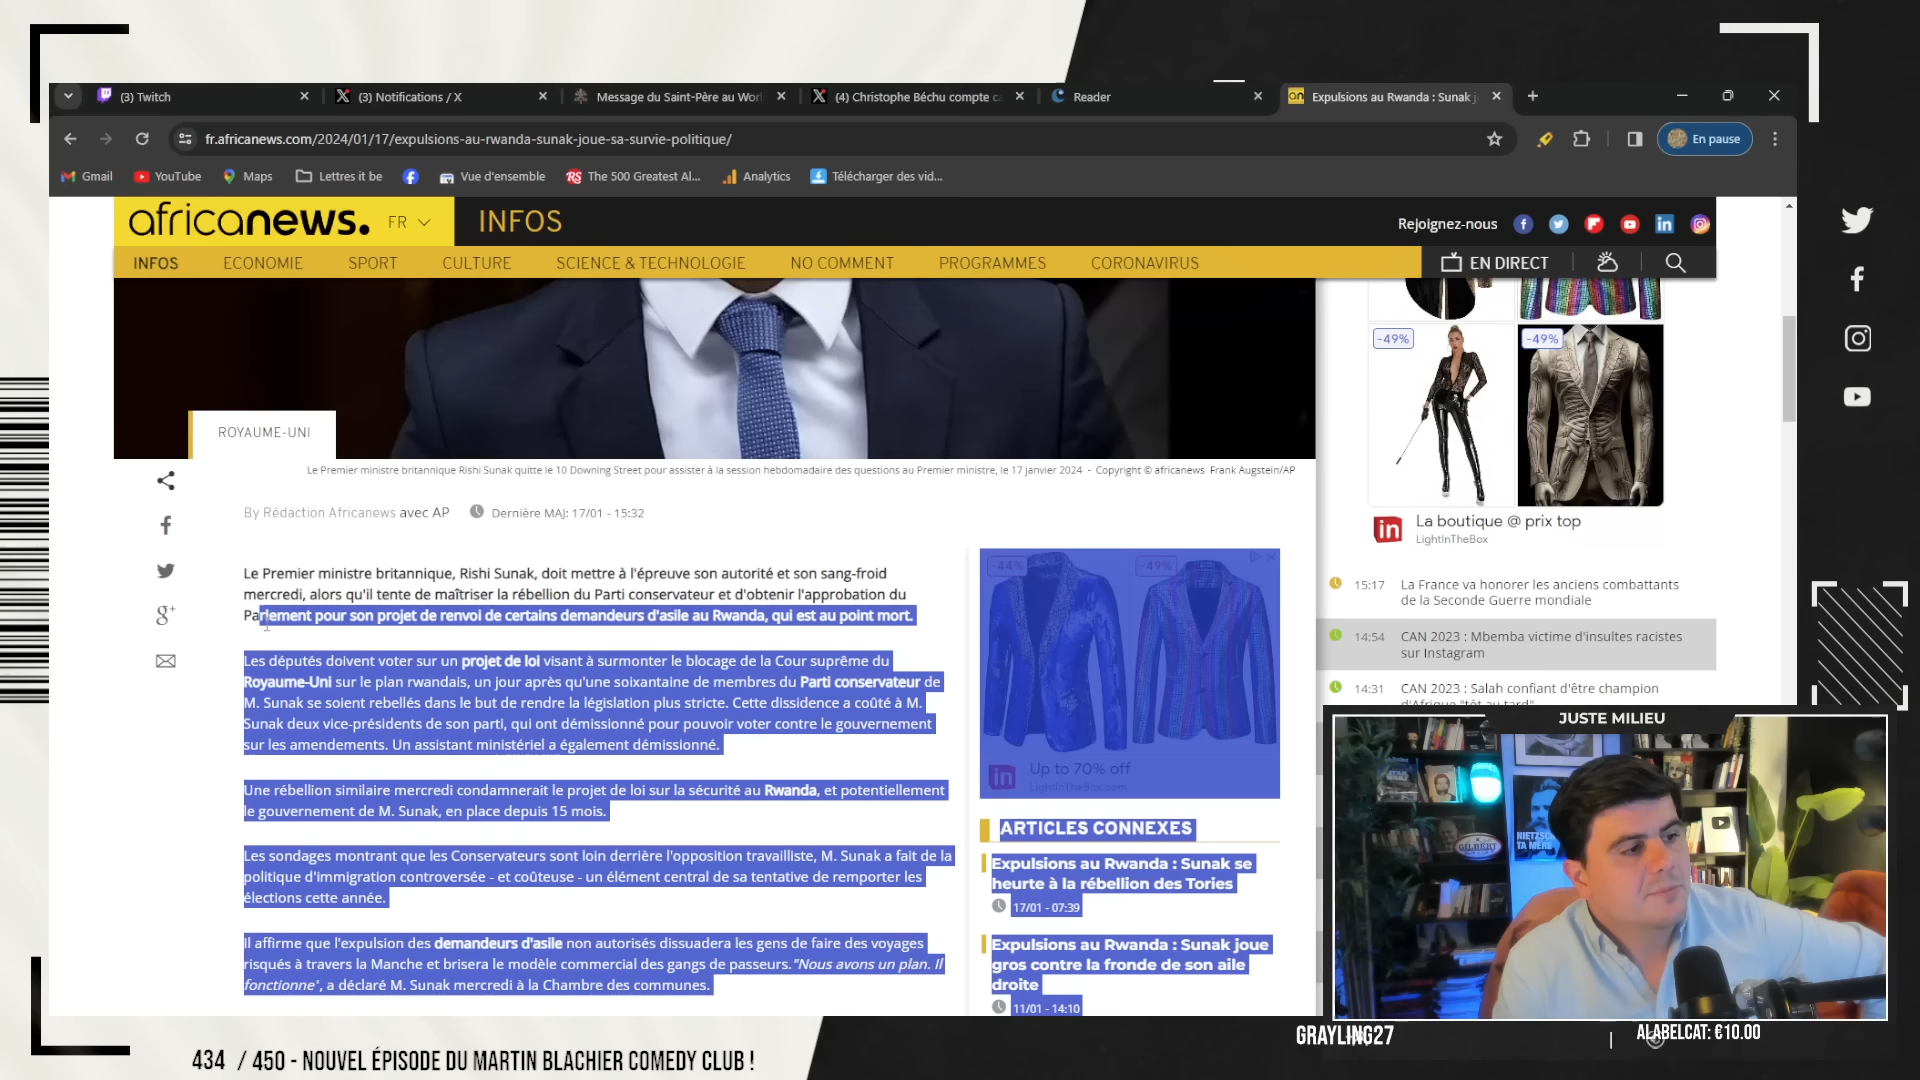 (3) Twitch
(3) Notifications / X
Message du Saint-Père au Worl
(4) Christophe Béchu compte ca
Reader
Expulsions au Rwanda : Sunak j
fr.africanews.com/2024/01/17/expulsions-au-rwanda-sunak-joue-sa-survie-politique/
En pause
Gmail
YouTube
Maps
Lettres it be
Vue d'ensemble
The 500 Greatest Al...
Analytics
Télécharger des vid...
africanews.
FR
INFOS
Rejoignez-nous
INFOS
ECONOMIE
SPORT
CULTURE
SCIENCE & TECHNOLOGIE
NO COMMENT
PROGRAMMES
CORONAVIRUS
EN DIRECT
ROYAUME-UNI
Le Premier ministre britannique Rishi Sunak quitte le 10 Downing Street pour assister à la session hebdomadaire des questions au Premier ministre, le 17 janvier 2024 - Copyright © africanews Frank Augstein/AP
By Rédaction Africanews avec AP
Dernière MAJ: 17/01 - 15:32
Le Premier ministre britannique, Rishi Sunak, doit mettre à l'épreuve son autorité et son sang-froid
mercredi, alors qu'il tente de maîtriser la rébellion du Parti conservateur et d'obtenir l'approbation du
Parlement pour son projet de renvoi de certains demandeurs d'asile au Rwanda, qui est au point mort.
Les députés doivent voter sur un projet de loi visant à surmonter le blocage de la Cour suprême du
Royaume-Uni sur le plan rwandais, un jour après qu'une soixantaine de membres du Parti conservateur de
M. Sunak se soient rebellés dans le but de rendre la législation plus stricte. Cette dissidence a coûté à M.
Sunak deux vice-présidents de son parti, qui ont démissionné pour pouvoir voter contre le gouvernement
sur les amendements. Un assistant ministériel a également démissionné.
Une rébellion similaire mercredi condamnerait le projet de loi sur la sécurité au Rwanda, et potentiellement
le gouvernement de M. Sunak, en place depuis 15 mois.
Les sondages montrant que les Conservateurs sont loin derrière l'opposition travailliste, M. Sunak a fait de la
politique d'immigration controversée - et coûteuse - un élément central de sa tentative de remporter les
élections cette année.
Il affirme que l'expulsion des demandeurs d'asile non autorisés dissuadera les gens de faire des voyages
risqués à travers la Manche et brisera le modèle commercial des gangs de passeurs."Nous avons un plan. Il
fonctionne", a déclaré M. Sunak mercredi à la Chambre des communes.
-44%
-49%
Up to 70% off
LightInTheBox.com
ARTICLES CONNEXES
Expulsions au Rwanda : Sunak se
heurte à la rébellion des Tories
17/01 - 07:39
Expulsions au Rwanda : Sunak joue
gros contre la fronde de son aile
droite
11/01 - 14:10
-49%
-49%
La boutique @ prix top
LightInTheBox
15:17 La France va honorer les anciens combattants
de la Seconde Guerre mondiale
14:54 CAN 2023 : Mbemba victime d'insultes racistes
sur Instagram
14:31 CAN 2023 : Salah confiant d'être champion
d'Afrique "tôt ou tard"
JUSTE MILIEU
GILBERT
NIETZSCHE
TA MÈRE
GRAYLING27
ALABELCAT: €10.00
434 / 450 - NOUVEL ÉPISODE DU MARTIN BLACHIER COMEDY CLUB !